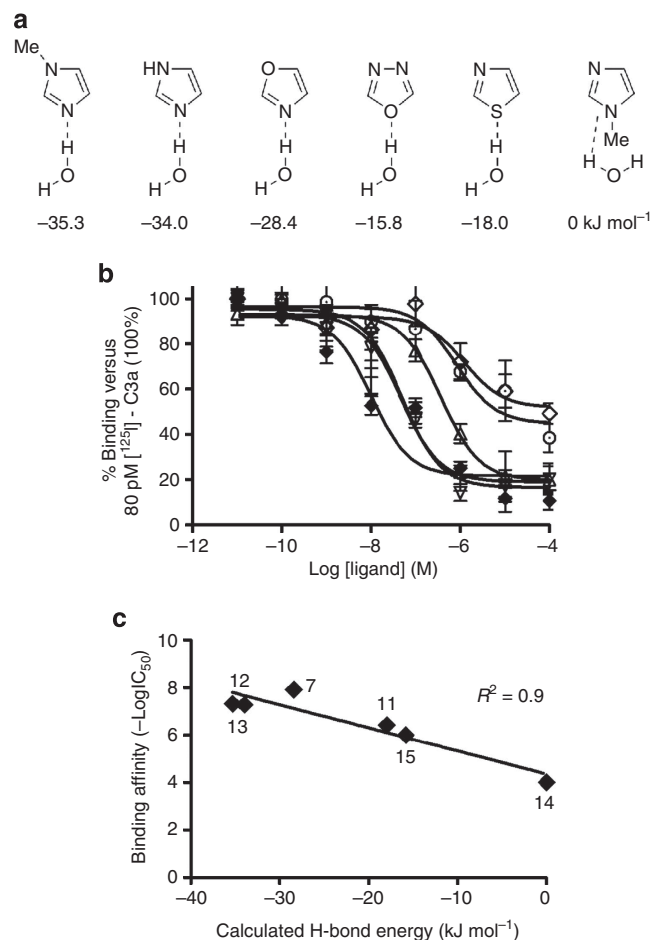 a
Me
N N
HN N
O N
N N O
N S
N N Me
H H H H H H H
H O H O H O H O H O O
−35.3 −34.0 −28.4 −15.8 −18.0 0 kJ mol⁻¹
b
100
80
60
40
20
0
% Binding versus
80 pM [¹²⁵I] - C3a (100%)
−12 −10 −8 −6 −4
Log [ligand] (M)
c
10
8
6
4
2
0
Binding affinity (−LogIC₅₀)
12
7
13
11
15
14
R² = 0.9
−40 −30 −20 −10 0
Calculated H-bond energy (kJ mol⁻¹)